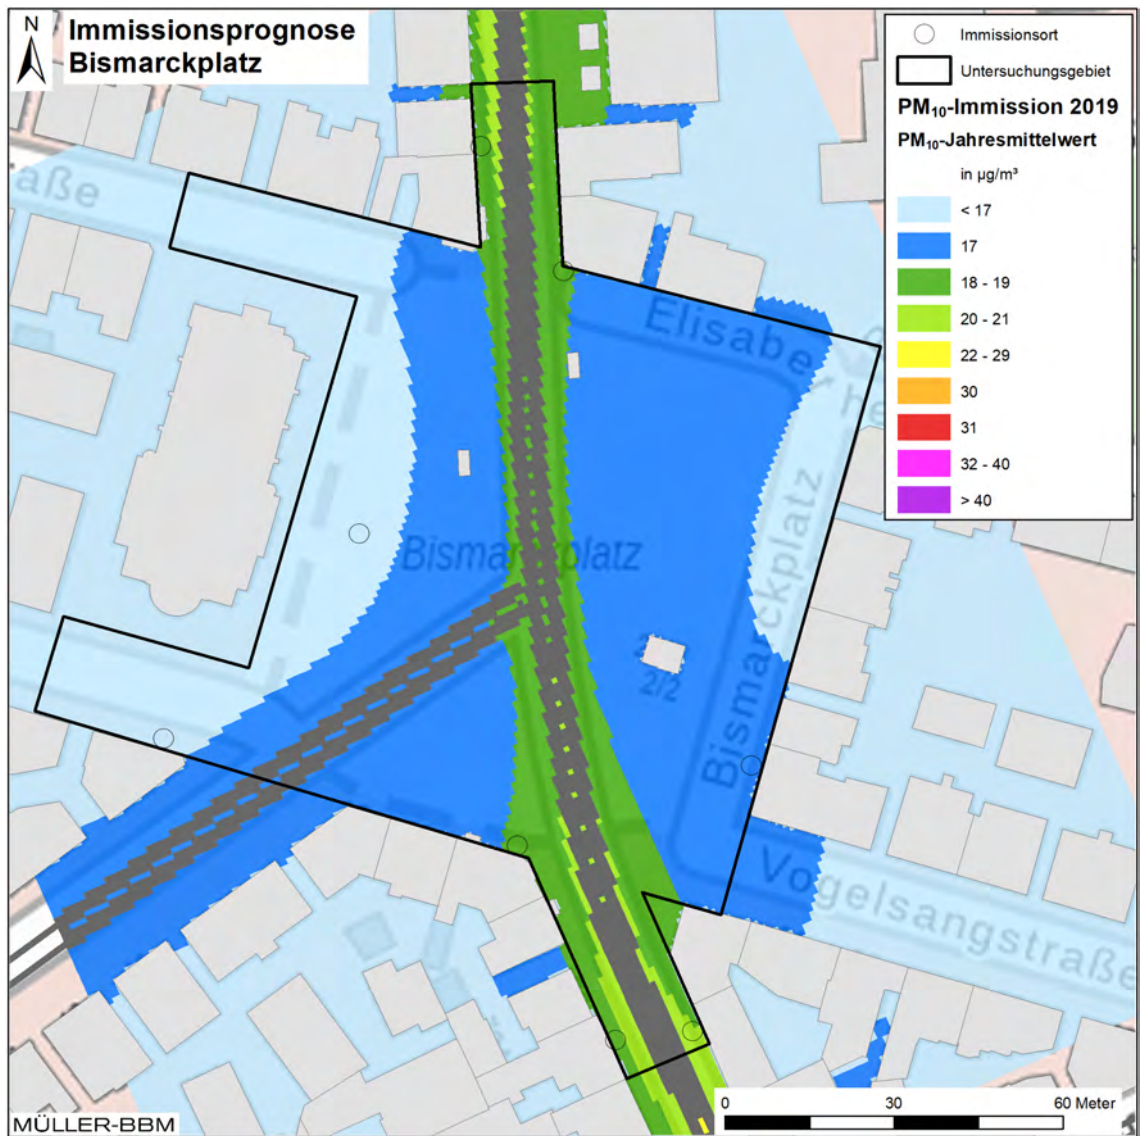 N
Immissionsprognose
Bismarckplatz
Immissionsort
Untersuchungsgebiet
PM₁₀-Immission 2019
PM₁₀-Jahresmittelwert
in µg/m³
< 17
17
18 - 19
20 - 21
22 - 29
30
31
32 - 40
> 40
aße
Elisabe
he
Bismarckplatz
Bismarckplatz
2/2
Vogelsangstraße
0 30 60 Meter
MÜLLER-BBM